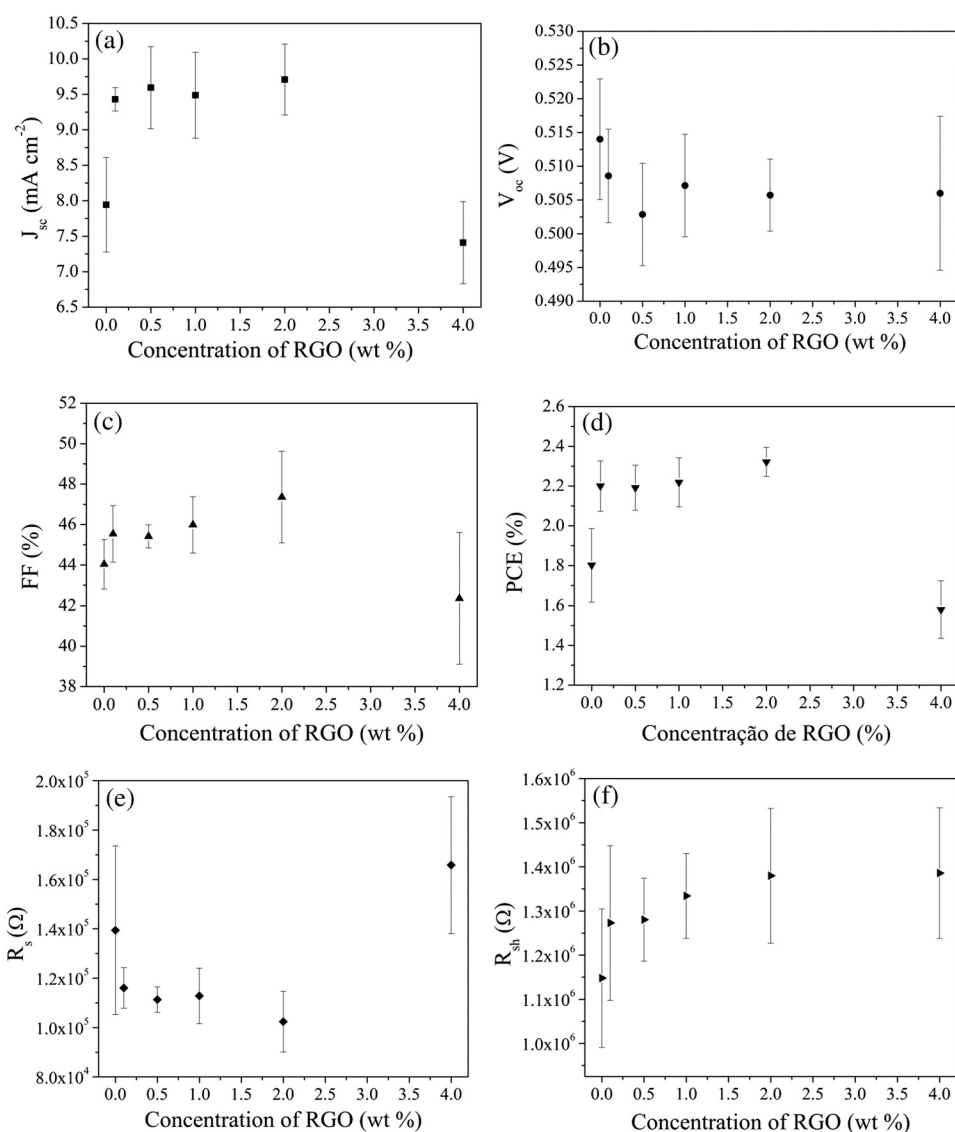 (a)
10.5
10.0
9.5
9.0
8.5
8.0
7.5
7.0
6.5
J_sc (mA cm^-2)
0.0 0.5 1.0 1.5 2.0 2.5 3.0 3.5 4.0
Concentration of RGO (wt %)
(b)
0.530
0.525
0.520
0.515
0.510
0.505
0.500
0.495
0.490
V_oc (V)
0.0 0.5 1.0 1.5 2.0 2.5 3.0 3.5 4.0
Concentration of RGO (wt %)
(c)
52
50
48
46
44
42
40
38
FF (%)
0.0 0.5 1.0 1.5 2.0 2.5 3.0 3.5 4.0
Concentration of RGO (wt %)
(d)
2.6
2.4
2.2
2.0
1.8
1.6
1.4
1.2
PCE (%)
0.0 0.5 1.0 1.5 2.0 2.5 3.0 3.5 4.0
Concentração de RGO (%)
(e)
2.0x10^5
1.8x10^5
1.6x10^5
1.4x10^5
1.2x10^5
1.0x10^5
8.0x10^4
R_s (Ω)
0.0 0.5 1.0 1.5 2.0 2.5 3.0 3.5 4.0
Concentration of RGO (wt %)
(f)
1.6x10^6
1.5x10^6
1.4x10^6
1.3x10^6
1.2x10^6
1.1x10^6
1.0x10^6
R_sh (Ω)
0.0 0.5 1.0 1.5 2.0 2.5 3.0 3.5 4.0
Concentration of RGO (wt %)